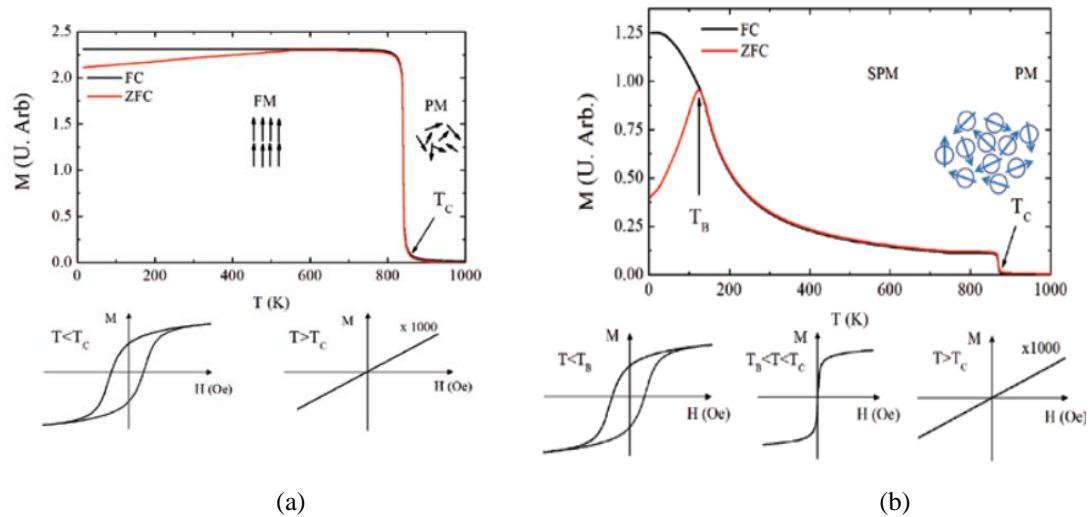 2.5
2.0
1.5
1.0
0.5
0.0
M (U. Arb)
FC
ZFC
FM
PM
T_C
0 200 400 600 800 1000
T (K)
T<T_C
M
H (Oe)
T>T_C
M
x 1000
H (Oe)
(a)
1.25
1.00
0.75
0.50
0.25
0.00
M (U. Arb.)
FC
ZFC
SPM
PM
T_B
T_C
0 200 400 600 800 1000
T (K)
T<T_B
M
H (Oe)
T_B<T<T_C
M
H (Oe)
T>T_C
M
x1000
H (Oe)
(b)